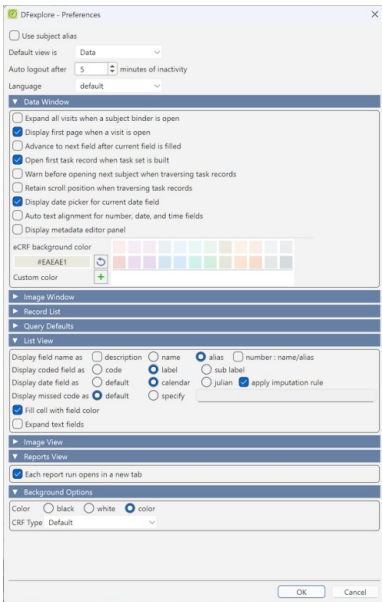 DFexplore - Preferences
Use subject alias
Default view is Data
Auto logout after 5 minutes of inactivity
Language default
Data Window
Expand all visits when a subject binder is open
Display first page when a visit is open
Advance to next field after current field is filled
Open first task record when task set is built
Warn before opening next subject when traversing task records
Retain scroll position when traversing task records
Display date picker for current date field
Auto text alignment for number, date, and time fields
Display metadata editor panel
eCRF background color
#EAEAE1
Custom color
Image Window
Record List
Query Defaults
List View
Display field name as description name alias number : name/alias
Display coded field as code label sub label
Display date field as default calendar julian apply imputation rule
Display missed code as default specify
Fill cell with field color
Expand text fields
Image View
Reports View
Each report run opens in a new tab
Background Options
Color black white color
CRF Type Default
OK Cancel